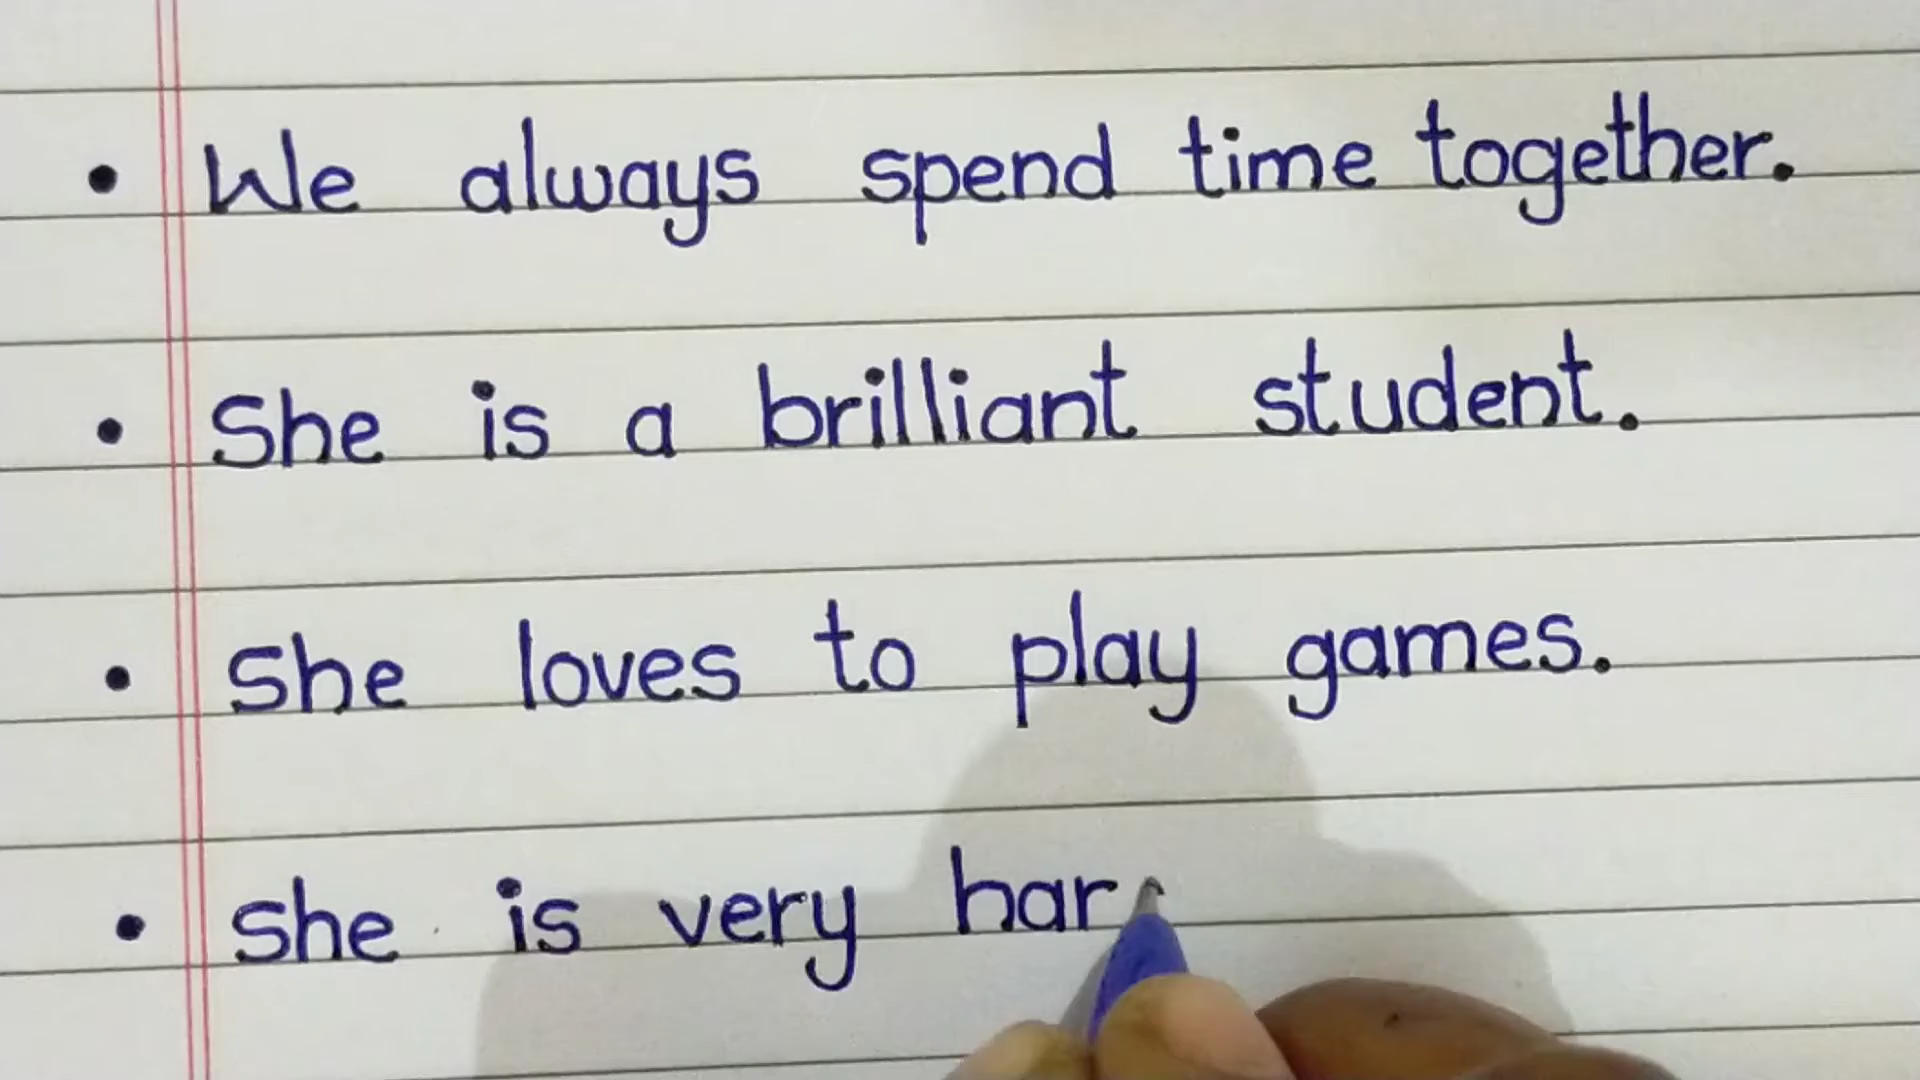 • We always spend time together.
• She is a brilliant student.
• She loves to play games.
• She is very har